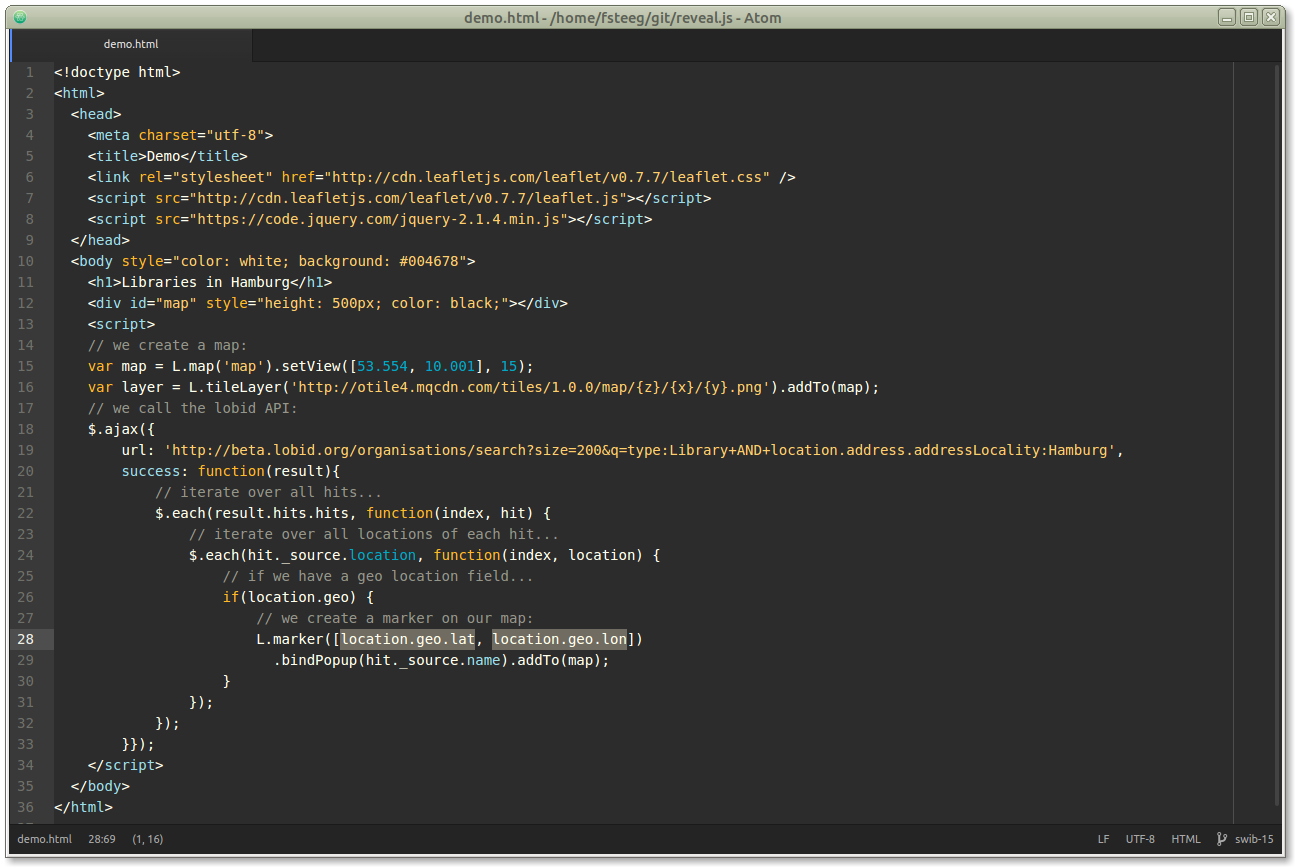 demo.html - /home/fsteeg/git/reveal.js - Atom
demo.html
1 <!doctype html>
2 <html>
3   <head>
4     <meta charset="utf-8">
5     <title>Demo</title>
6     <link rel="stylesheet" href="http://cdn.leafletjs.com/leaflet/v0.7.7/leaflet.css" />
7     <script src="http://cdn.leafletjs.com/leaflet/v0.7.7/leaflet.js"></script>
8     <script src="https://code.jquery.com/jquery-2.1.4.min.js"></script>
9   </head>
10   <body style="color: white; background: #004678">
11     <h1>Libraries in Hamburg</h1>
12     <div id="map" style="height: 500px; color: black;"></div>
13     <script>
14     // we create a map:
15     var map = L.map('map').setView([53.554, 10.001], 15);
16     var layer = L.tileLayer('http://otile4.mqcdn.com/tiles/1.0.0/map/{z}/{x}/{y}.png').addTo(map);
17     // we call the lobid API:
18     $.ajax({
19         url: 'http://beta.lobid.org/organisations/search?size=200&q=type:Library+AND+location.address.addressLocality:Hamburg',
20         success: function(result){
21             // iterate over all hits...
22             $.each(result.hits.hits, function(index, hit) {
23                 // iterate over all locations of each hit...
24                 $.each(hit._source.location, function(index, location) {
25                     // if we have a geo location field...
26                     if(location.geo) {
27                         // we create a marker on our map:
28                         L.marker([location.geo.lat, location.geo.lon])
29                           .bindPopup(hit._source.name).addTo(map);
30                     }
31                 });
32             });
33         }});
34     </script>
35   </body>
36 </html>
demo.html 28:69 (1, 16) LF UTF-8 HTML swib-15